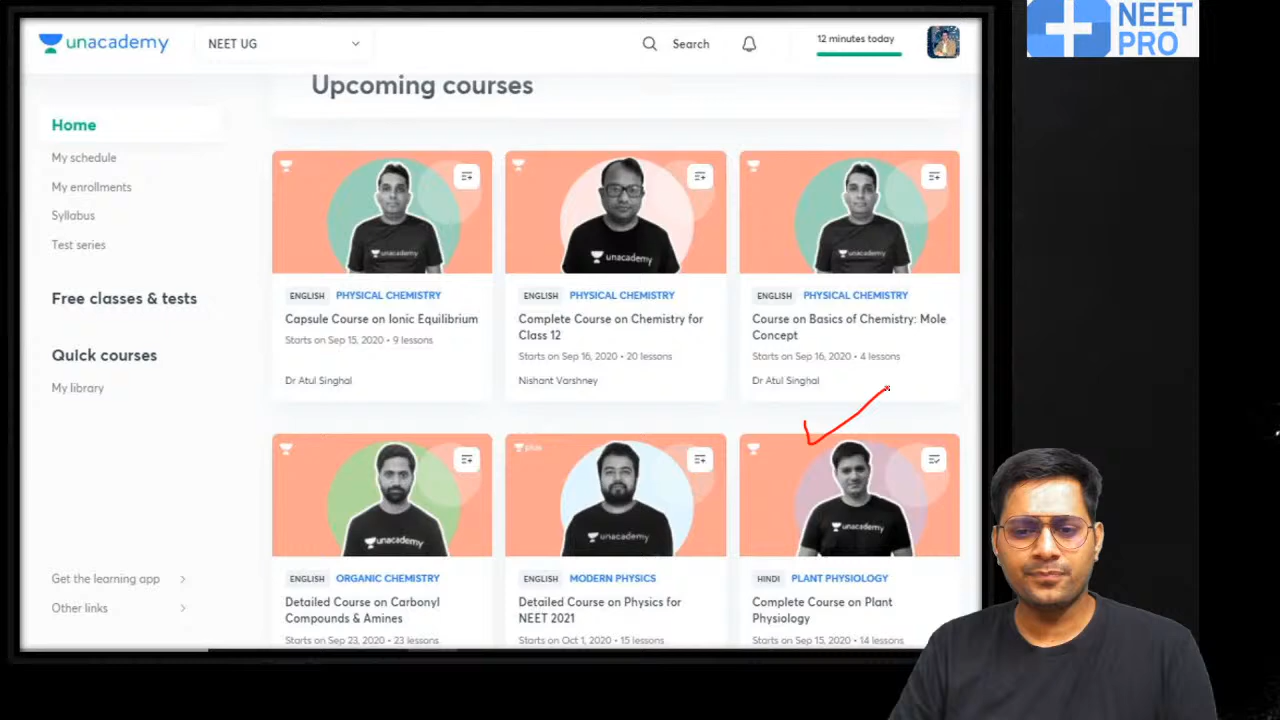 unacademy
NEET UG
Search
12 minutes today
NEET
PRO
Upcoming courses
Home
My schedule
My enrollments
Syllabus
Test series
Free classes & tests
Quick courses
My library
Get the learning app
Other links
unacademy
ENGLISH PHYSICAL CHEMISTRY
Capsule Course on Ionic Equilibrium
Starts on Sep 15, 2020 • 9 lessons
Dr Atul Singhal
unacademy
ENGLISH PHYSICAL CHEMISTRY
Complete Course on Chemistry for
Class 12
Starts on Sep 16, 2020 • 20 lessons
Nishant Varshney
unacademy
ENGLISH PHYSICAL CHEMISTRY
Course on Basics of Chemistry: Mole
Concept
Starts on Sep 16, 2020 • 4 lessons
Dr Atul Singhal
unacademy
ENGLISH ORGANIC CHEMISTRY
Detailed Course on Carbonyl
Compounds & Amines
Starts on Sep 23, 2020 • 23 lessons
plus
unacademy
ENGLISH MODERN PHYSICS
Detailed Course on Physics for
NEET 2021
Starts on Oct 1, 2020 • 15 lessons
unacademy
HINDI PLANT PHYSIOLOGY
Complete Course on Plant
Physiology
Starts on Sep 15, 2020 • 14 lessons